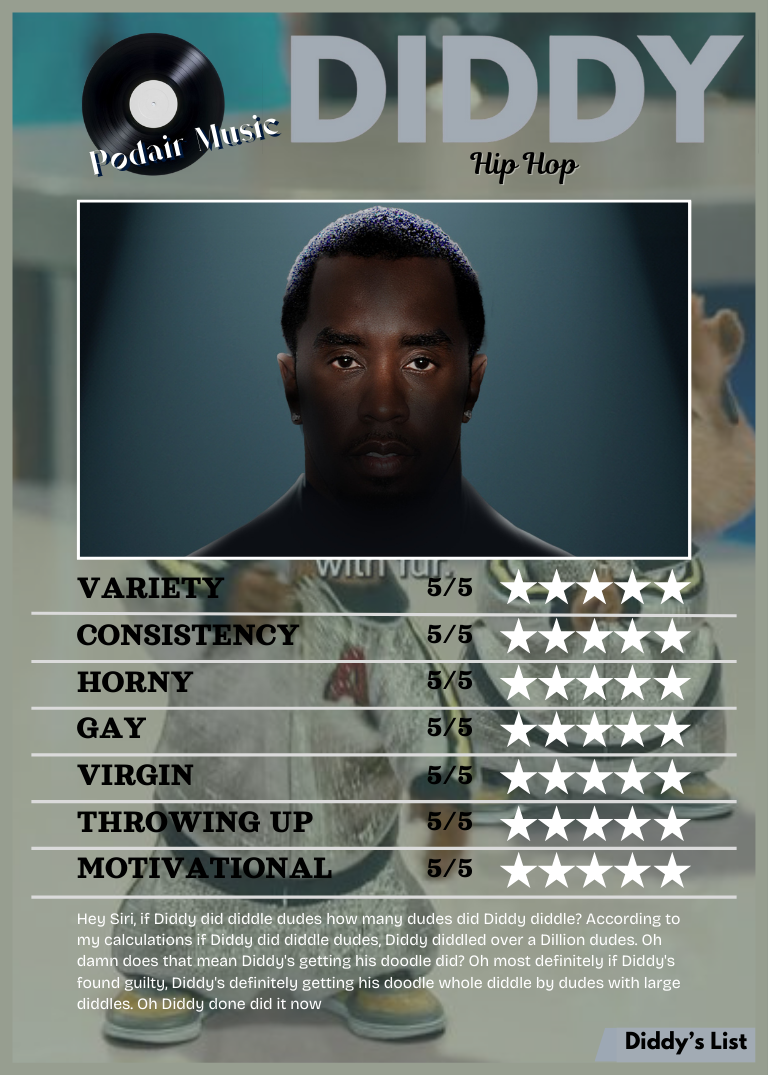 DIDDY
Podair Music
Hip Hop
with fur.
VARIETY 5/5
CONSISTENCY 5/5
HORNY 5/5
GAY 5/5
VIRGIN 5/5
THROWING UP 5/5
MOTIVATIONAL 5/5
Hey Siri, if Diddy did diddle dudes how many dudes did Diddy diddle? According to
my calculations if Diddy did diddle dudes, Diddy diddled over a Dillion dudes. Oh
damn does that mean Diddy's getting his doodle did? Oh most definitely if Diddy's
found guilty, Diddy's definitely getting his doodle whole diddle by dudes with large
diddles. Oh Diddy done did it now
A
Diddy's List